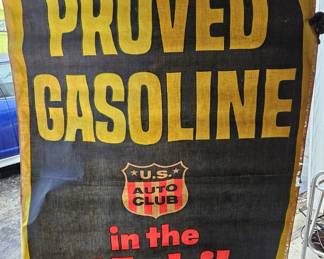 PROVED
GASOLINE
U.S.
AUTO
CLUB
in the